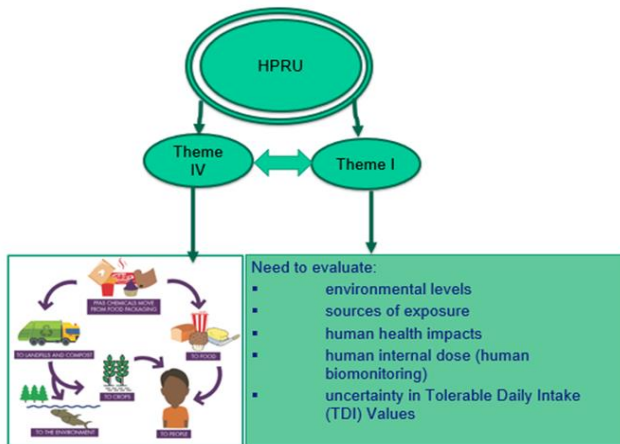 HPRU
Theme
IV
Theme I
PFAS CHEMICALS MOVE
FROM FOOD PACKAGING
TO LANDFILLS AND COMPOST
TO FOOD
TO CROPS
TO THE ENVIRONMENT
TO PEOPLE
Need to evaluate:
▪ environmental levels
▪ sources of exposure
▪ human health impacts
▪ human internal dose (human
biomonitoring)
▪ uncertainty in Tolerable Daily Intake
(TDI) Values